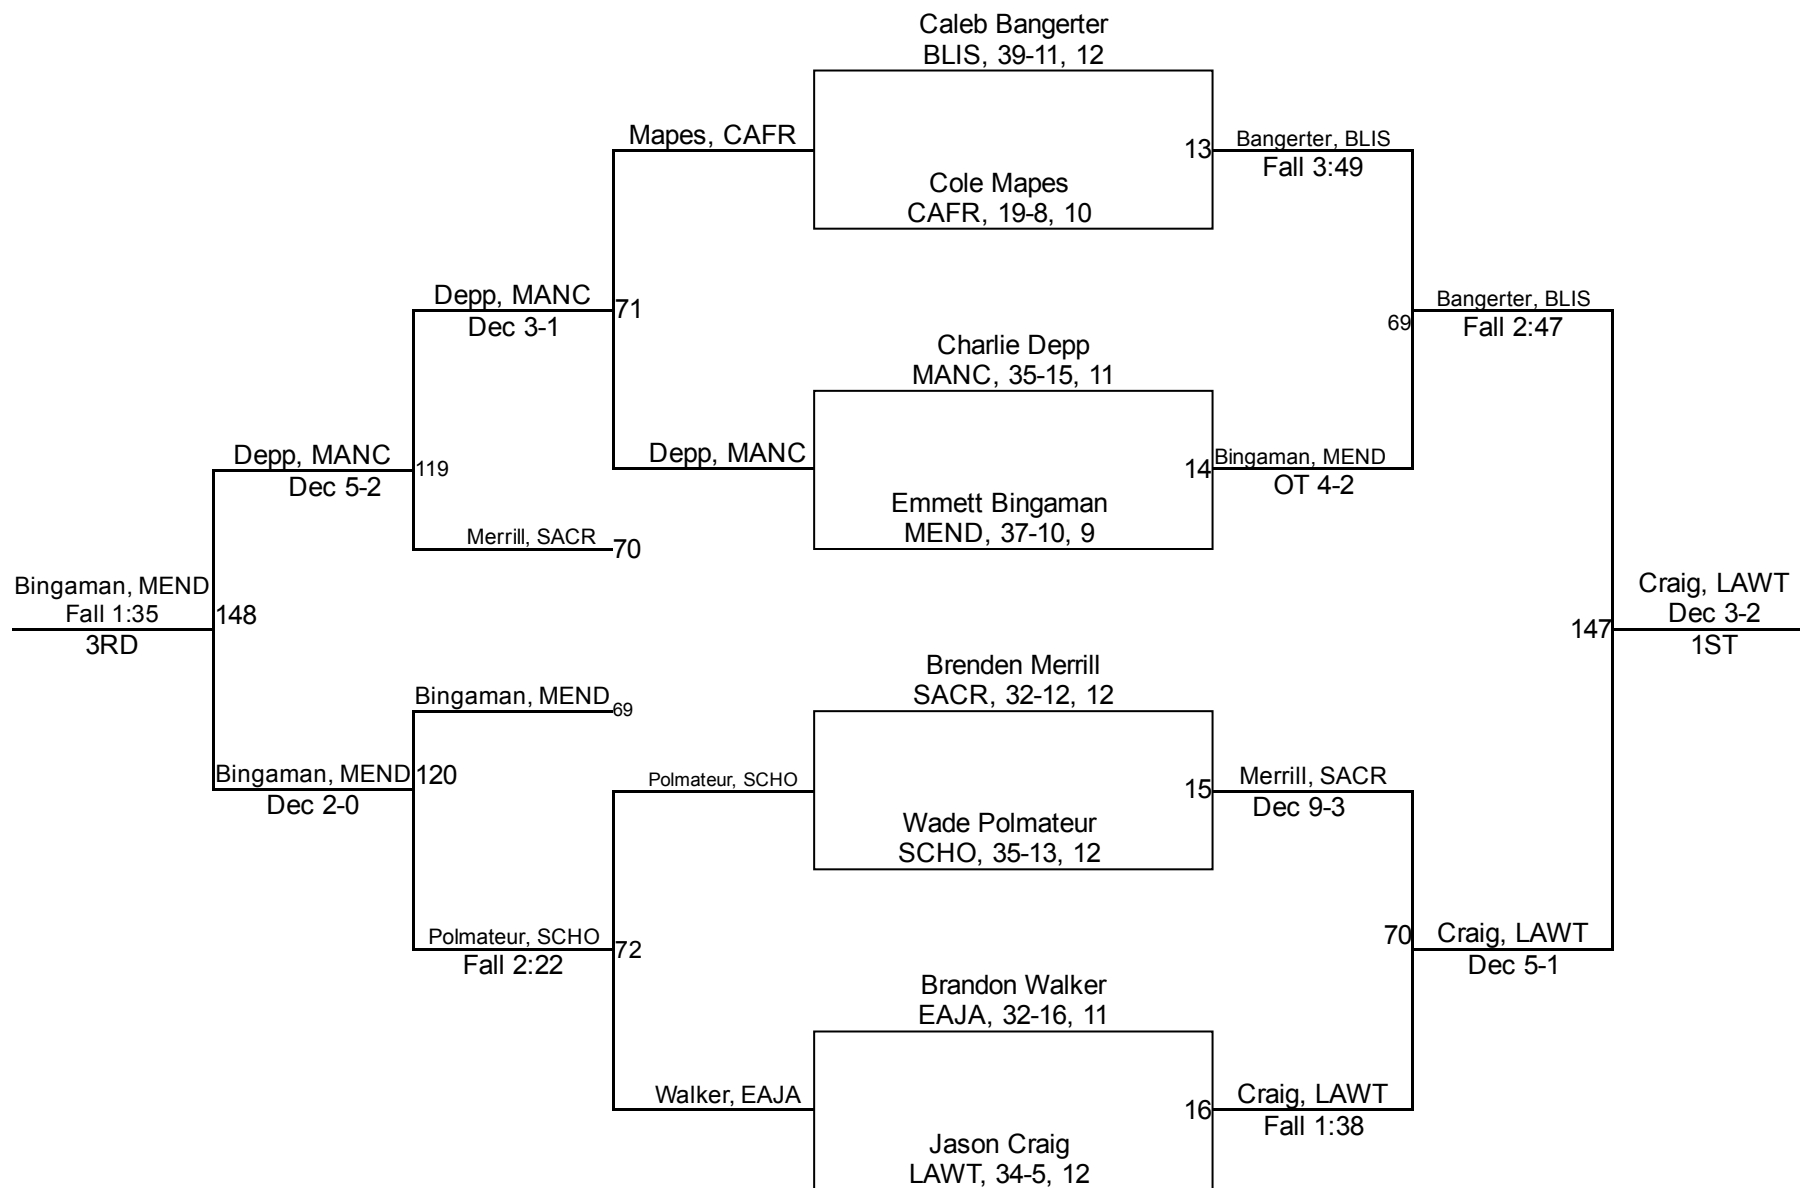 Caleb Bangerter
BLIS, 39-11, 12
Mapes, CAFR
13
Bangerter, BLIS
Fall 3:49
Cole Mapes
CAFR, 19-8, 10
Depp, MANC
Dec 3-1
71
69
Bangerter, BLIS
Fall 2:47
Charlie Depp
MANC, 35-15, 11
Depp, MANC
Dec 5-2
119
Depp, MANC
14
Bingaman, MEND
OT 4-2
Emmett Bingaman
MEND, 37-10, 9
Merrill, SACR
70
Bingaman, MEND
Fall 1:35
3RD
148
147
Craig, LAWT
Dec 3-2
1ST
Brenden Merrill
SACR, 32-12, 12
Bingaman, MEND
69
Bingaman, MEND
Dec 2-0
120
Polmateur, SCHO
15
Merrill, SACR
Dec 9-3
Wade Polmateur
SCHO, 35-13, 12
Polmateur, SCHO
Fall 2:22
72
70
Craig, LAWT
Dec 5-1
Brandon Walker
EAJA, 32-16, 11
Walker, EAJA
16
Craig, LAWT
Fall 1:38
Jason Craig
LAWT, 34-5, 12